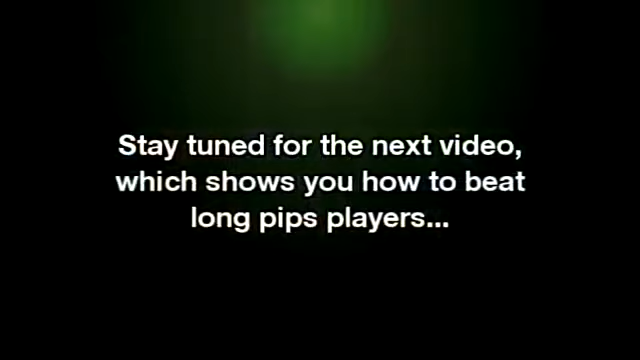 Stay tuned for the next video,
which shows you how to beat
long pips players...